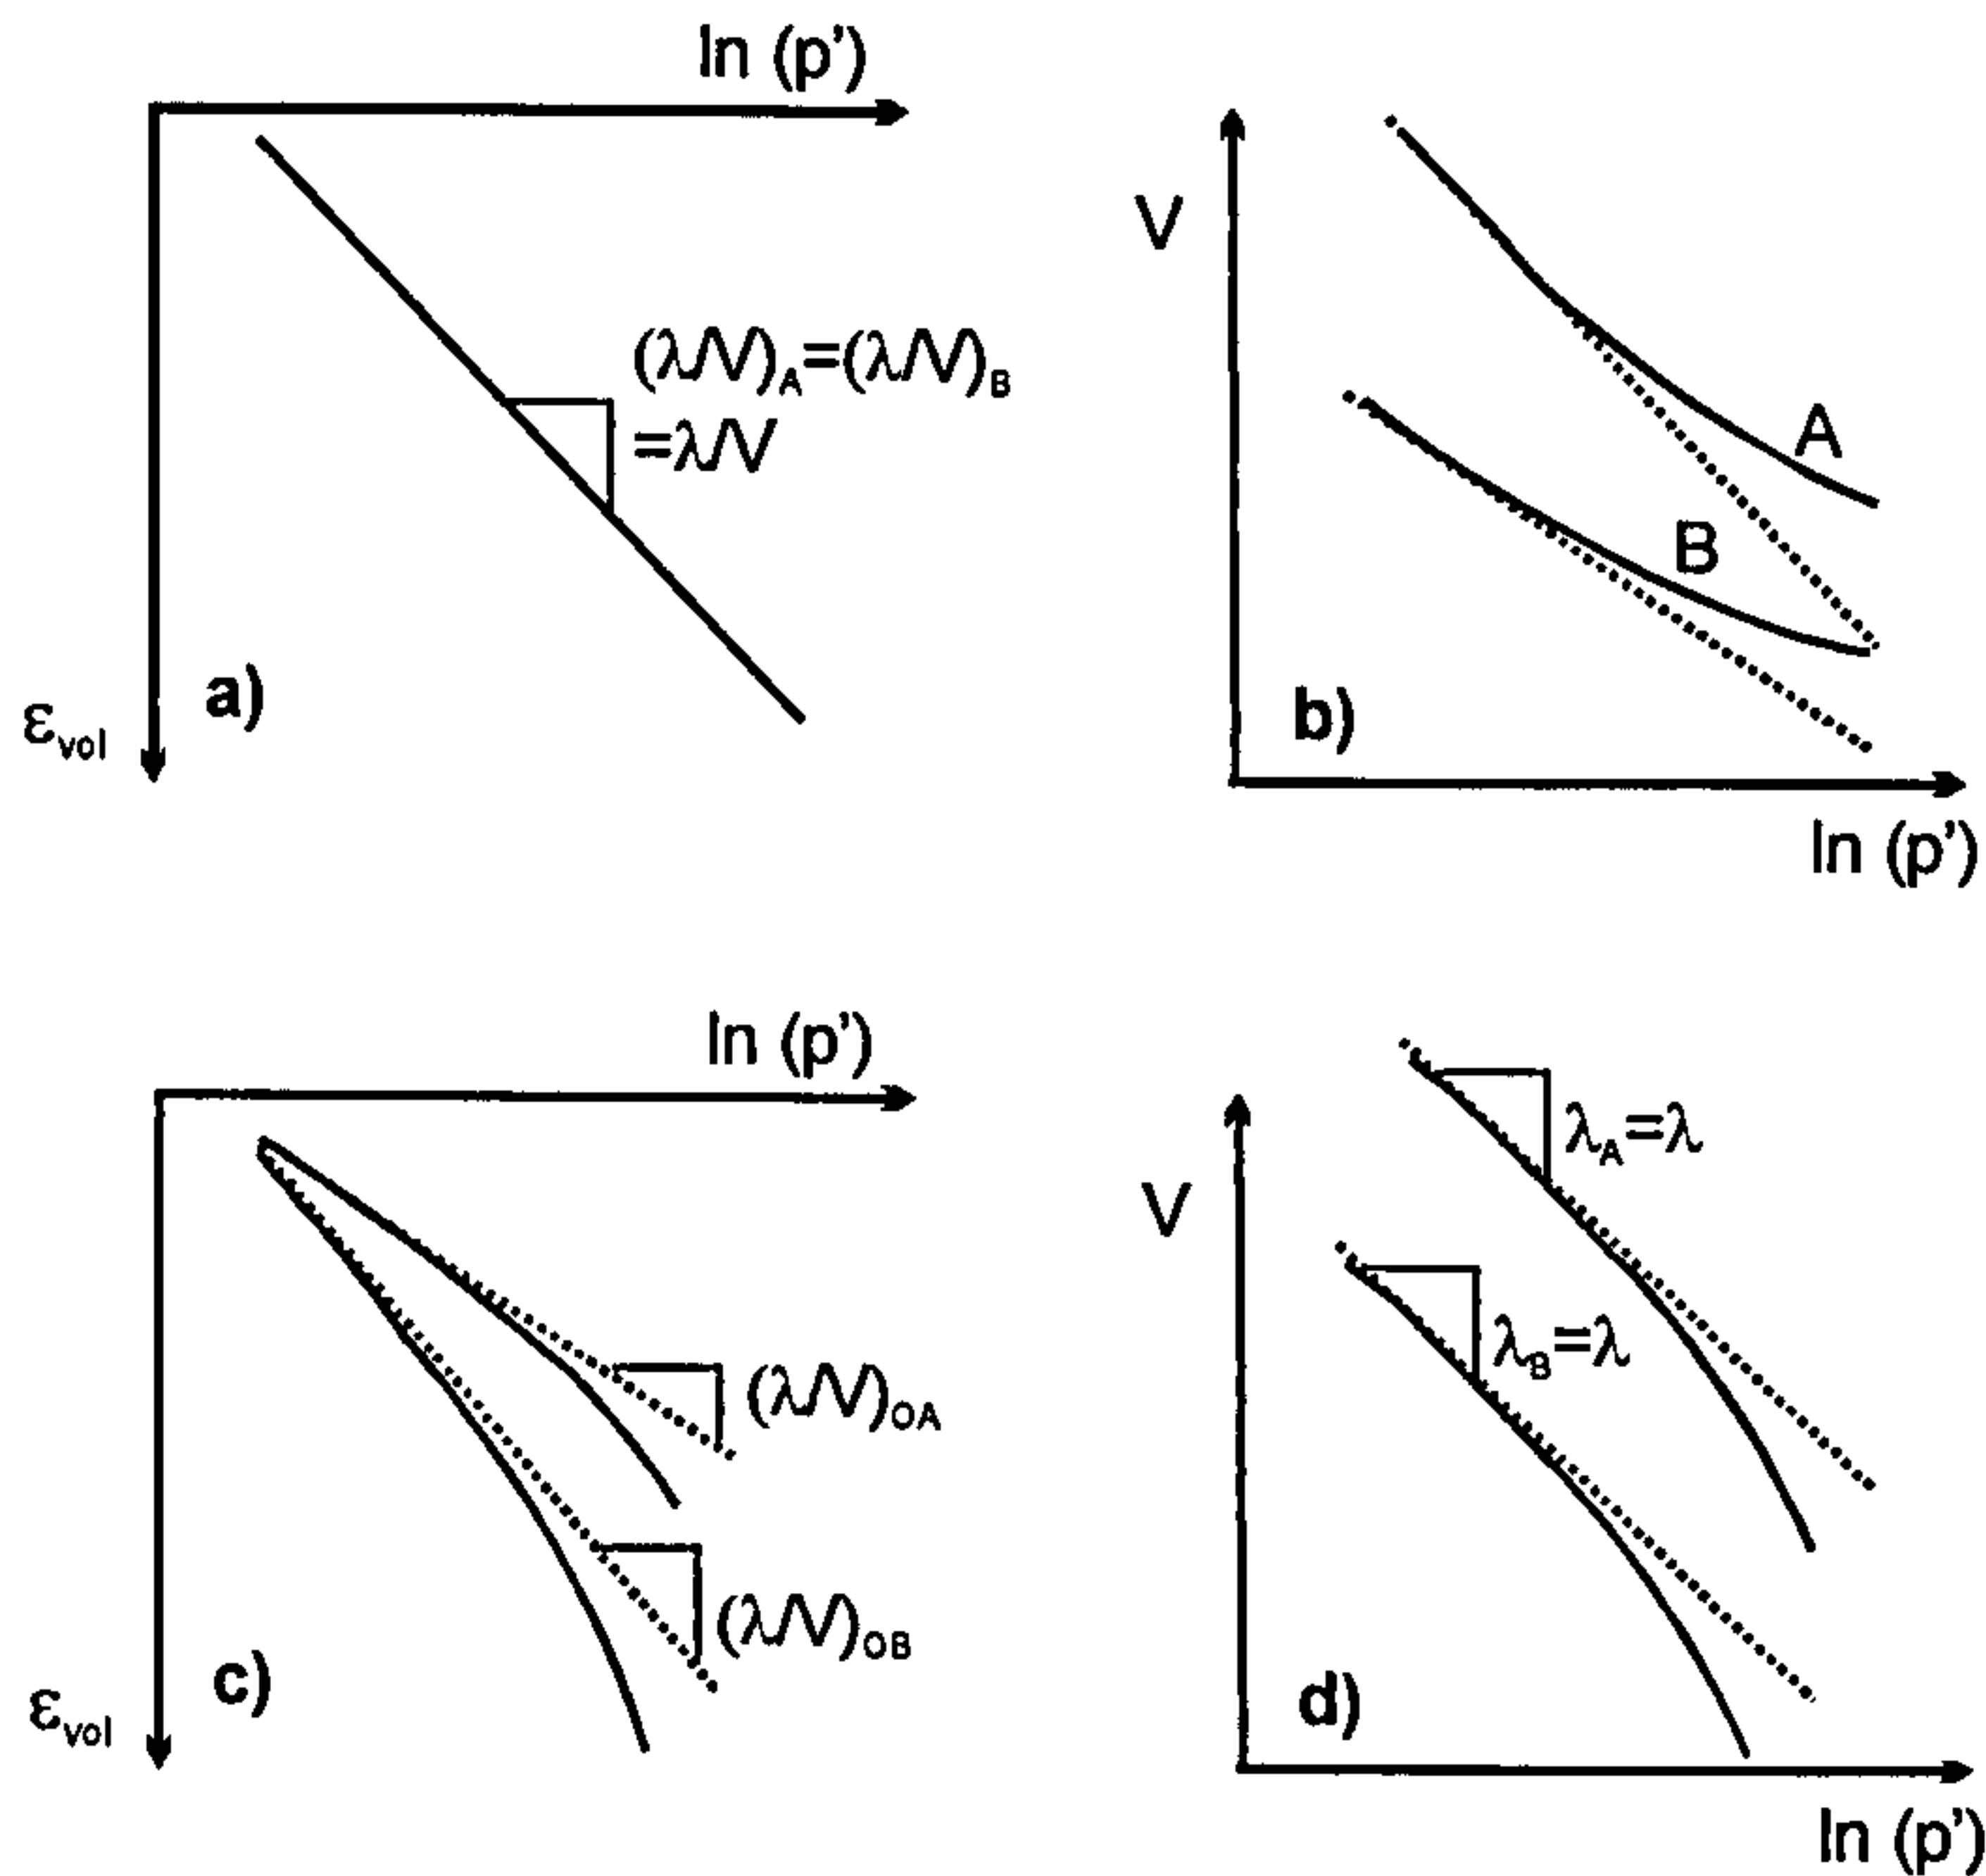 ln (p')
(λ/V)A=(λ/V)B
=λ/V
εvol
a)
V
A
B
b)
ln (p')
ln (p')
(λ/V)OA
(λ/V)OB
εvol
c)
V
λA=λ
λB=λ
d)
ln (p')